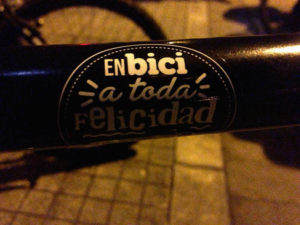 EN bici
a toda
Felicidad